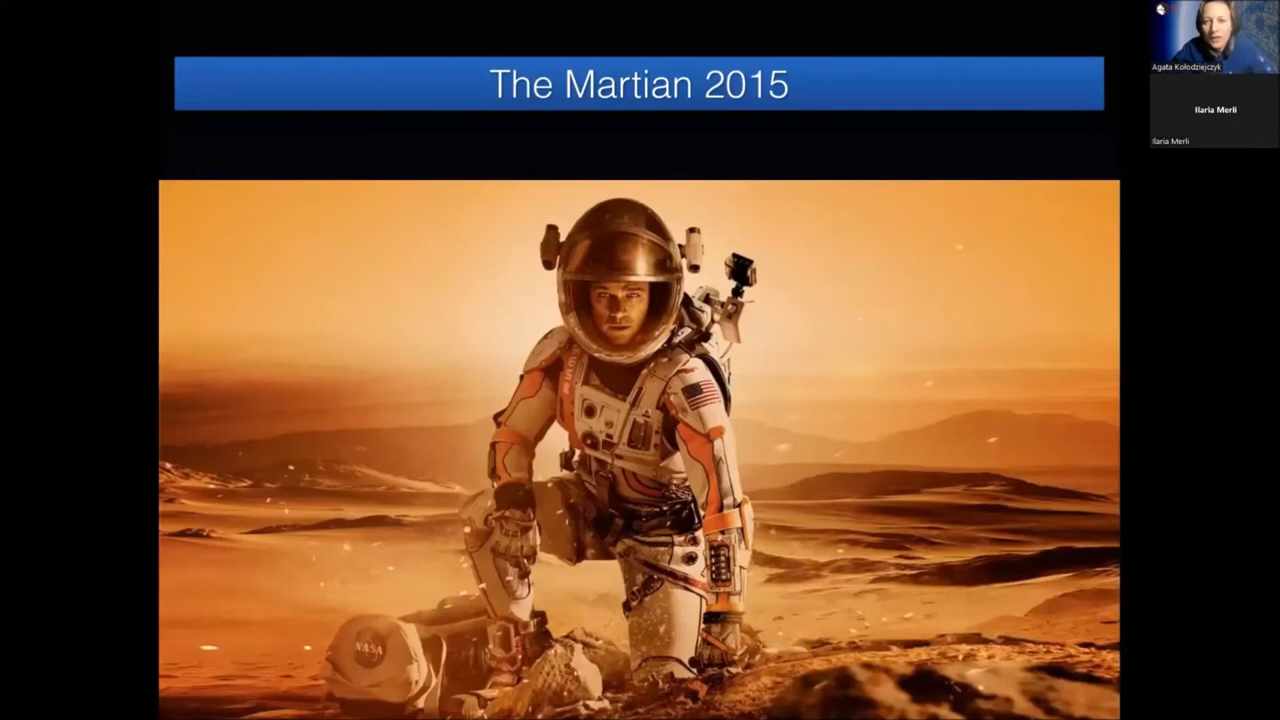 The Martian 2015
Agata Kołodziejczyk
Ilaria Merli
Ilaria Merli
NASA